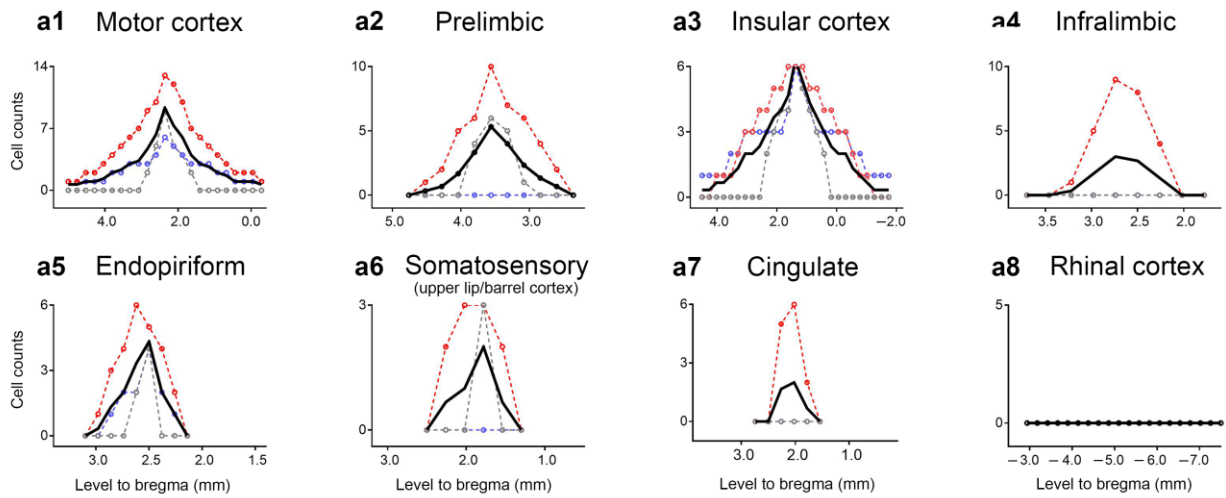 a1 Motor cortex
a2 Prelimbic
a3 Insular cortex
a4 Infralimbic
Cell counts
14
7
0
4.0 2.0 0.0
10
5
0
5.0 4.0 3.0
6
3
0
4.0 2.0 0.0 −2.0
10
5
0
3.5 3.0 2.5 2.0
a5 Endopiriform
a6 Somatosensory
(upper lip/barrel cortex)
a7 Cingulate
a8 Rhinal cortex
Cell counts
6
3
0
3.0 2.5 2.0 1.5
3
0
2.0 1.0
6
3
0
3.0 2.0 1.0
5
0
−3.0 −4.0 −5.0 −6.0 −7.0
Level to bregma (mm)
Level to bregma (mm)
Level to bregma (mm)
Level to bregma (mm)